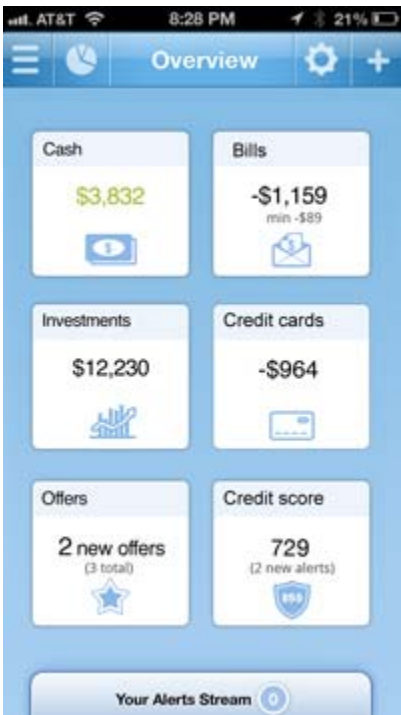 AT&T 8:28 PM 21%
Overview
Cash Bills
$3,832 -$1,159
min -$89
$
$
Investments Credit cards
$12,230 -$964
Offers Credit score
2 new offers 729
(3 total) (2 new alerts)
Your Alerts Stream 0